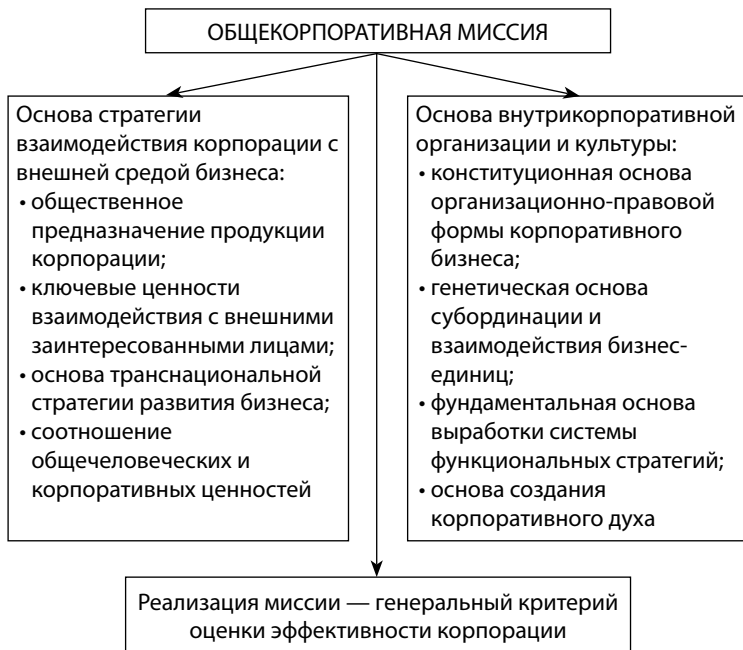 ОБЩЕКОРПОРАТИВНАЯ МИССИЯ
Основа стратегии
взаимодействия корпорации с
внешней средой бизнеса:
• общественное
предназначение продукции
корпорации;
• ключевые ценности
взаимодействия с внешними
заинтересованными лицами;
• основа транснациональной
стратегии развития бизнеса;
• соотношение
общечеловеческих и
корпоративных ценностей
Основа внутрикорпоративной
организации и культуры:
• конституционная основа
организационно-правовой
формы корпоративного
бизнеса;
• генетическая основа
субординации и
взаимодействия бизнес-
единиц;
• фундаментальная основа
выработки системы
функциональных стратегий;
• основа создания
корпоративного духа
Реализация миссии — генеральный критерий
оценки эффективности корпорации